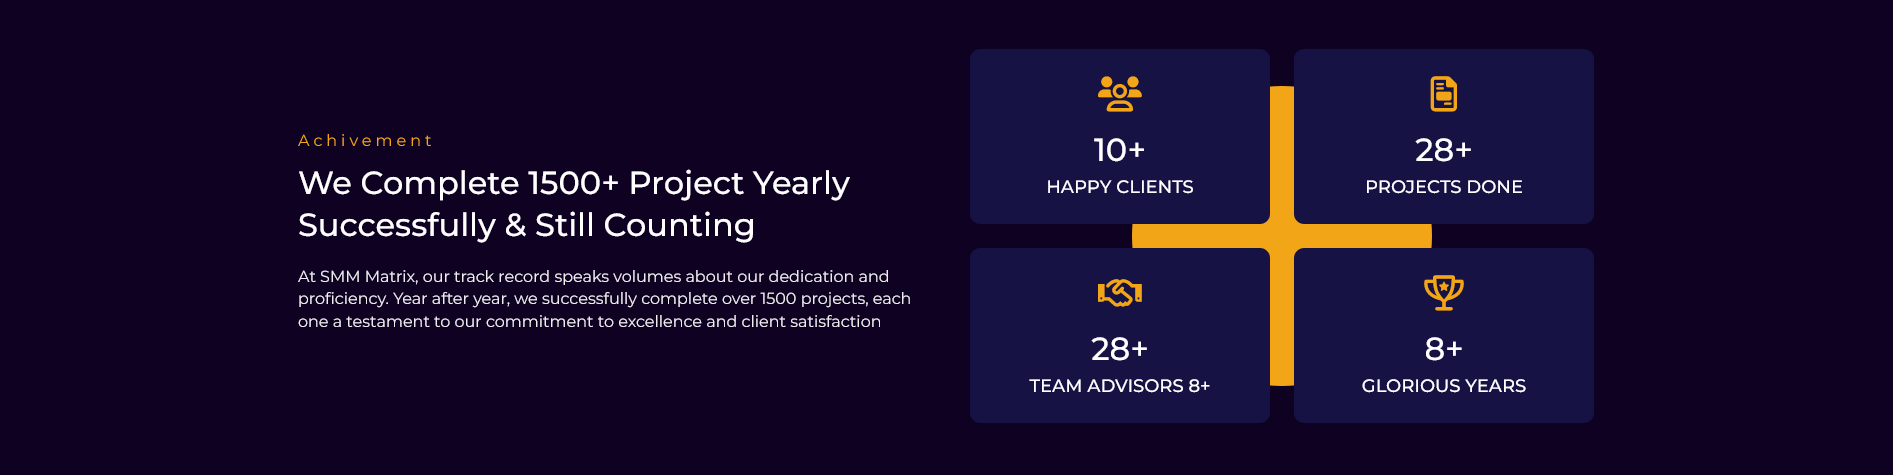 Achivement
We Complete 1500+ Project Yearly
Successfully & Still Counting
At SMM Matrix, our track record speaks volumes about our dedication and
proficiency. Year after year, we successfully complete over 1500 projects, each
one a testament to our commitment to excellence and client satisfaction
10+
HAPPY CLIENTS
28+
PROJECTS DONE
28+
TEAM ADVISORS 8+
8+
GLORIOUS YEARS